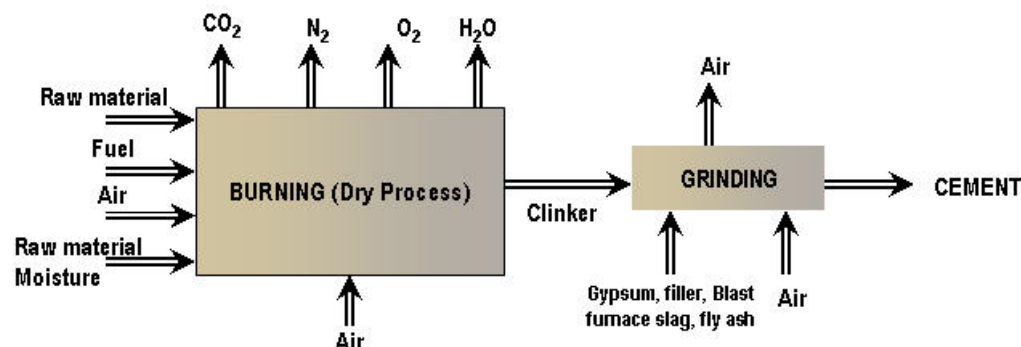 CO₂ N₂ O₂ H₂O
Raw material
Fuel
Air
Raw material
Moisture
BURNING (Dry Process)
Air
Clinker
Air
GRINDING
Gypsum, filler, Blast
furnace slag, fly ash
Air
CEMENT